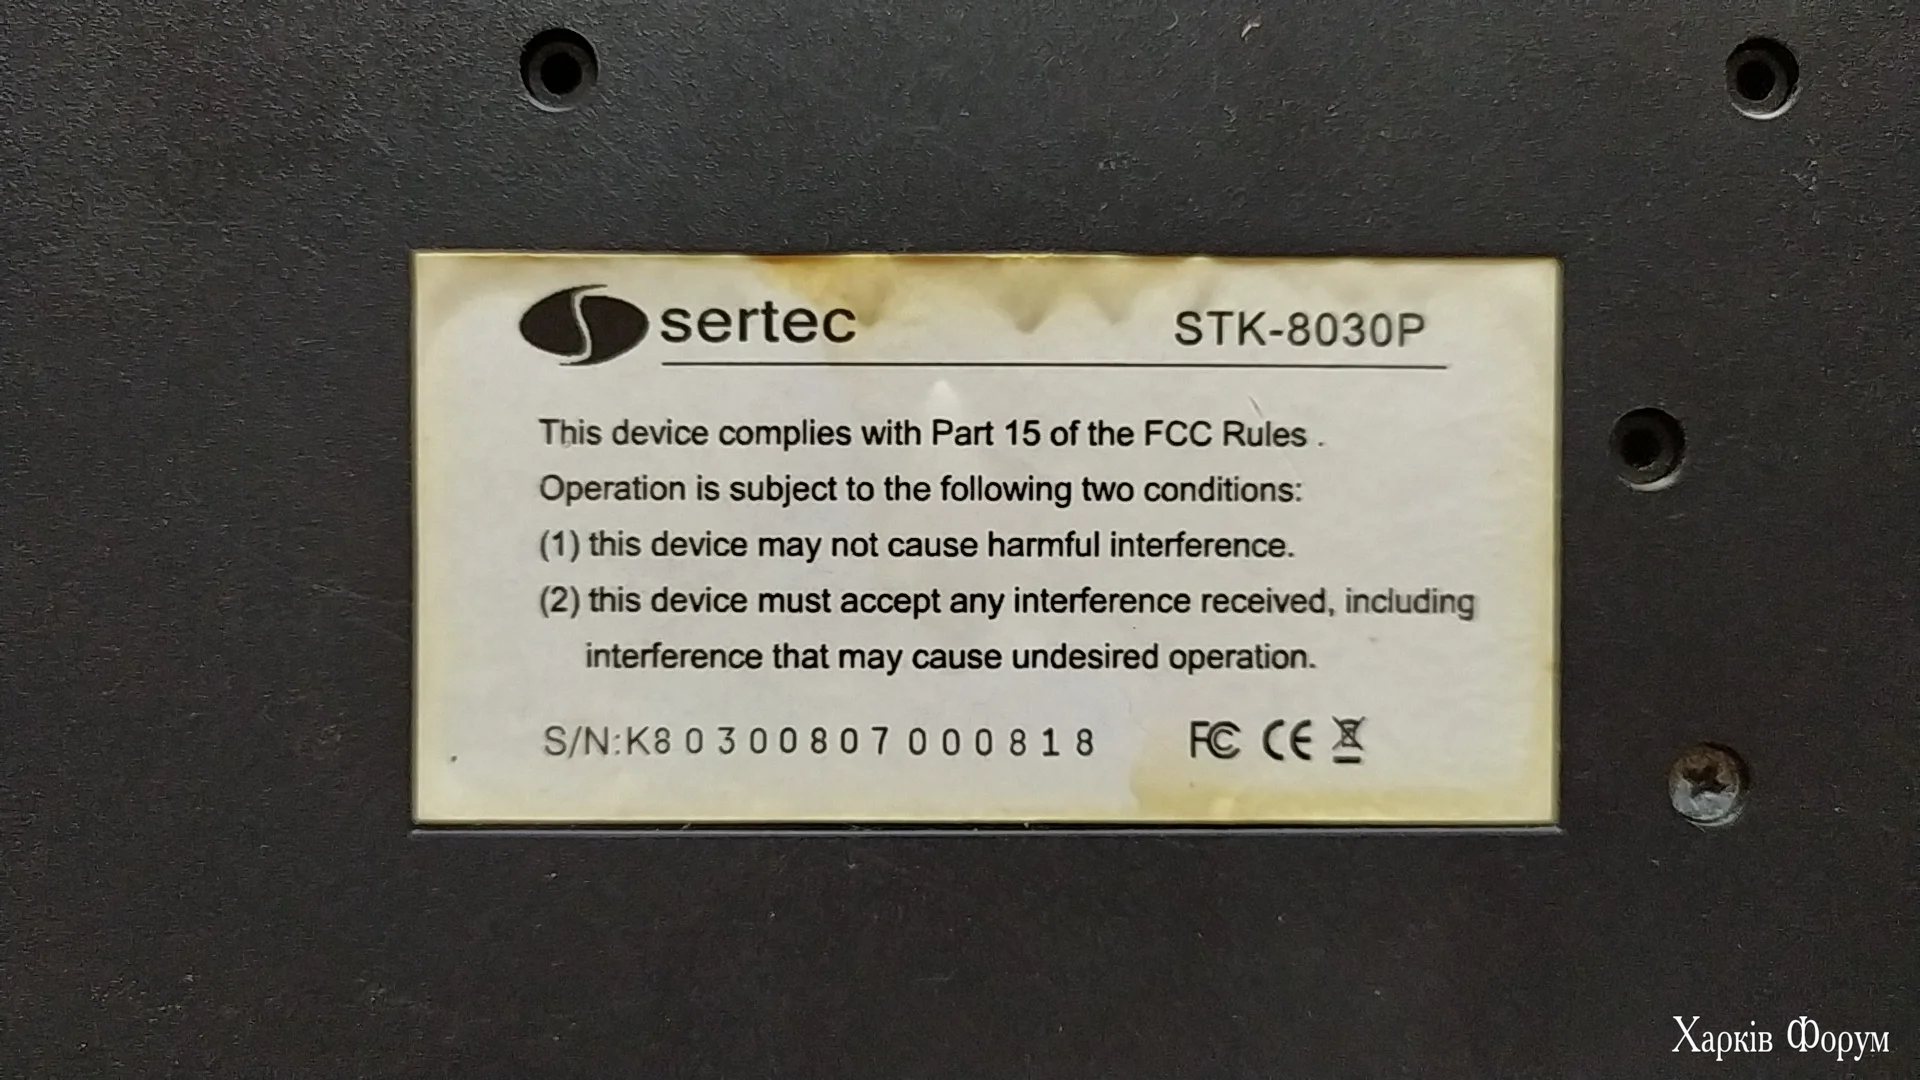 sertec STK-8030P
This device complies with Part 15 of the FCC Rules .
Operation is subject to the following two conditions:
(1) this device may not cause harmful interference.
(2) this device must accept any interference received, including
interference that may cause undesired operation.
S/N:K80300807000818 FC CE
Харків Форум